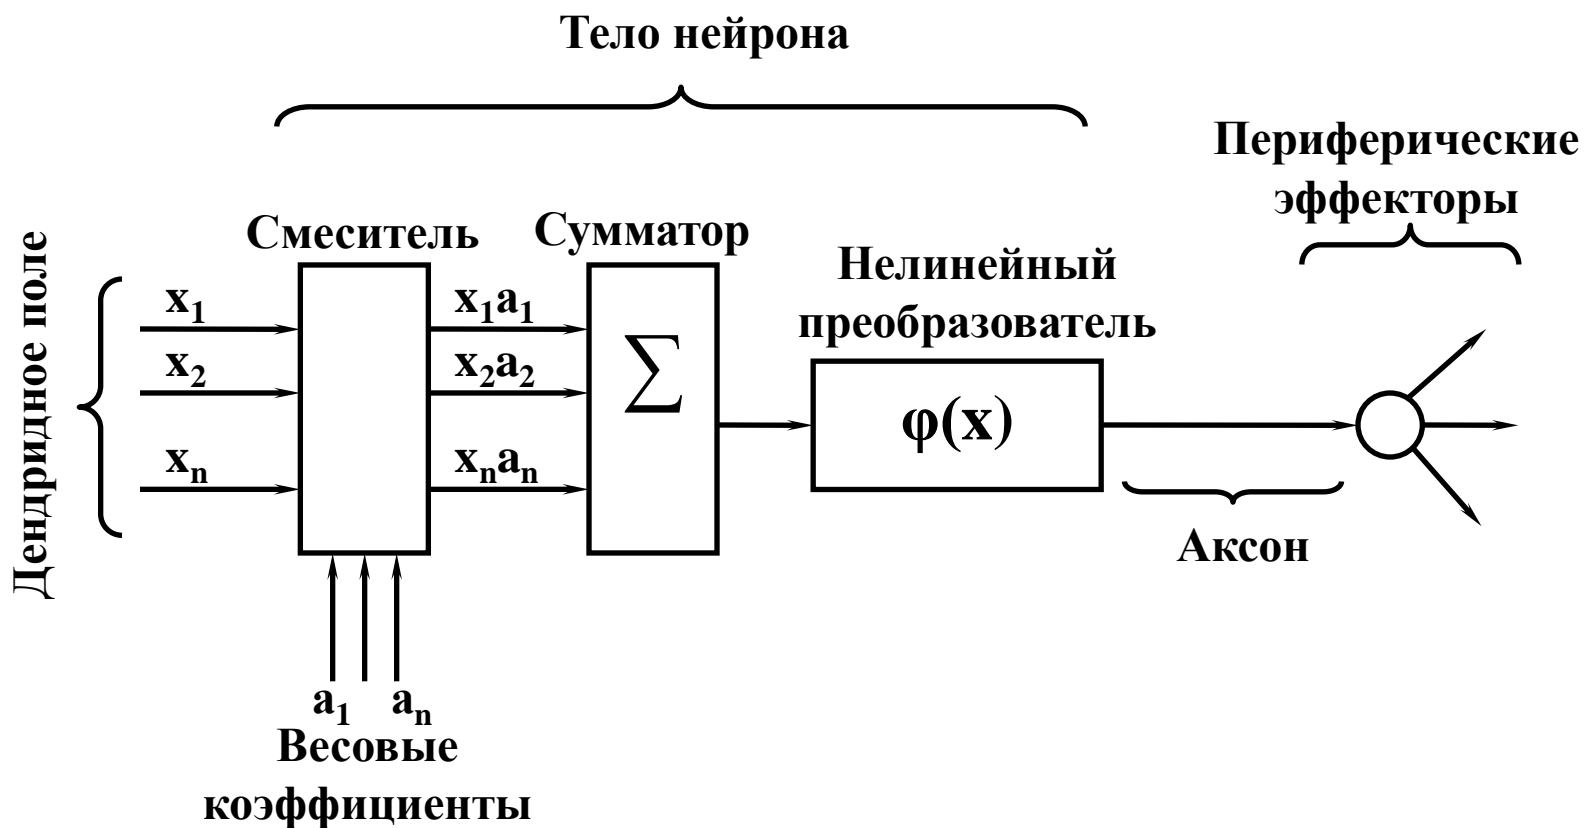 Тело нейрона
Периферические
эффекторы
Смеситель
Сумматор
Нелинейный
преобразователь
Дендридное поле
x₁
x₂
xₙ
x₁a₁
x₂a₂
xₙaₙ
∑
φ(x)
Аксон
a₁
aₙ
Весовые
коэффициенты